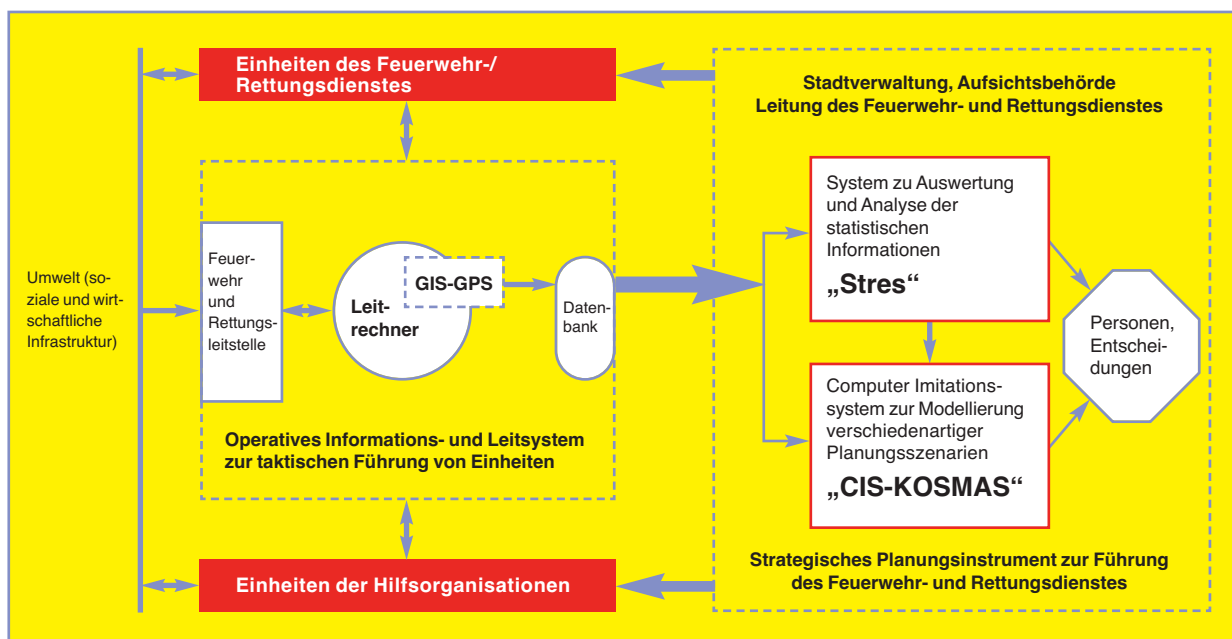 Einheiten des Feuerwehr-/
Rettungsdienstes
Stadtverwaltung, Aufsichtsbehörde
Leitung des Feuerwehr- und Rettungsdienstes
Umwelt (so-
ziale und wirt-
schaftliche
Infrastruktur)
Feuer-
wehr
und
Rettungs-
leitstelle
Leit-
rechner
GIS-GPS
Daten-
bank
Operatives Informations- und Leitsystem
zur taktischen Führung von Einheiten
System zu Auswertung
und Analyse der
statistischen
Informationen
„Stres“
Computer Imitations-
system zur Modellierung
verschiedenartiger
Planungsszenarien
„CIS-KOSMAS“
Personen,
Entschei-
dungen
Einheiten der Hilfsorganisationen
Strategisches Planungsinstrument zur Führung
des Feuerwehr- und Rettungsdienstes